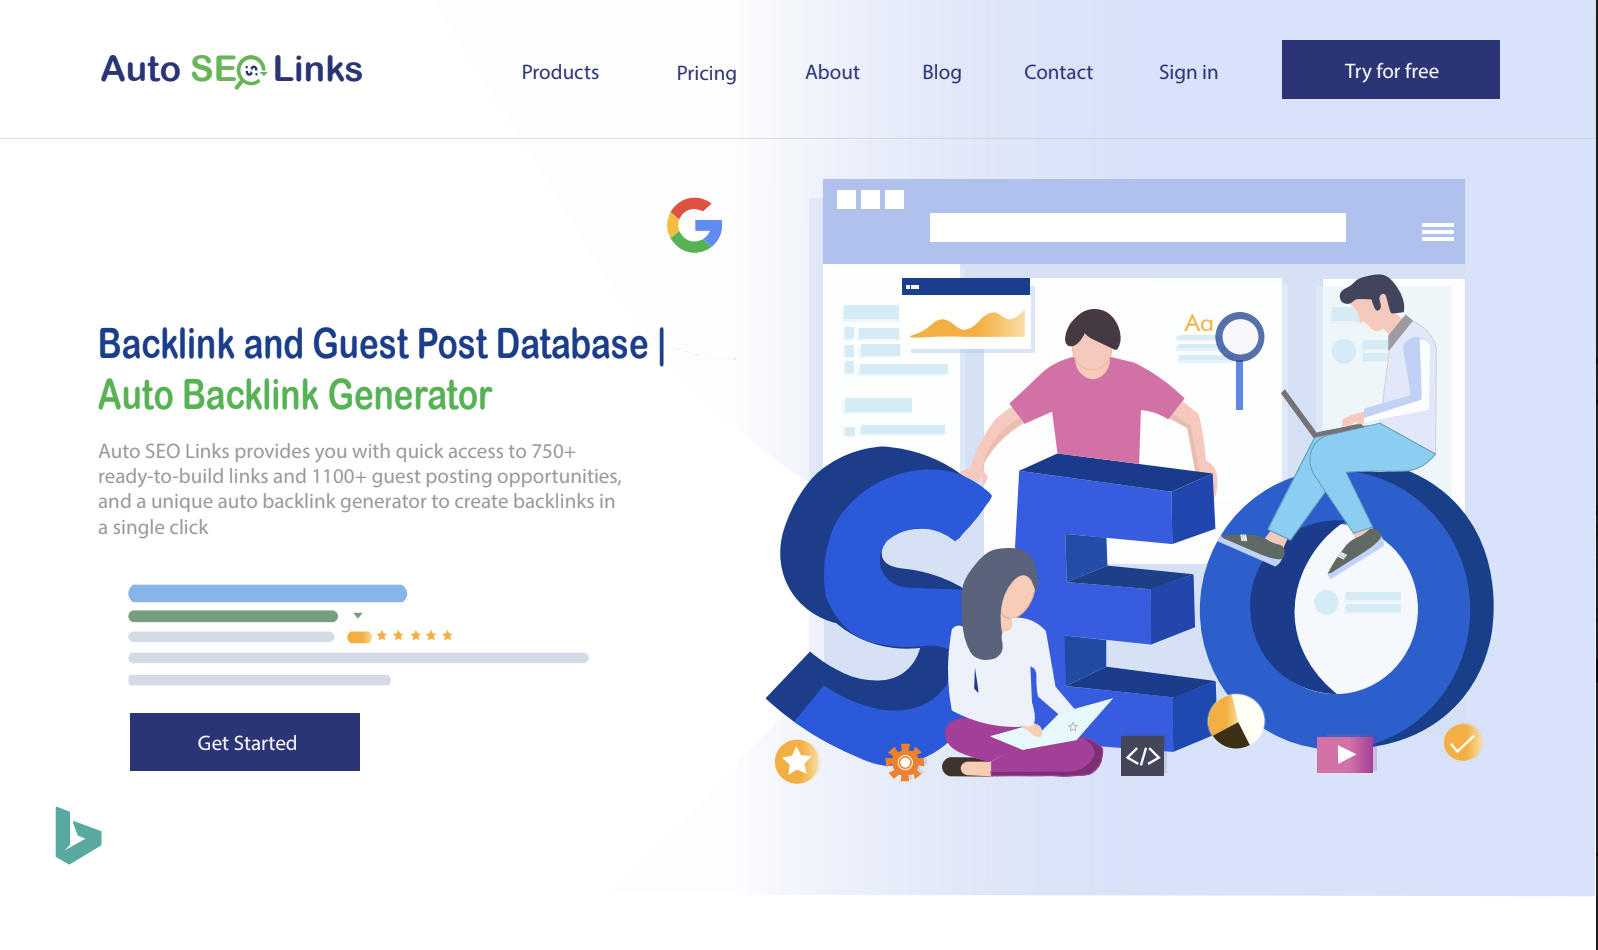 Auto SEO Links
Products
Pricing
About
Blog
Contact
Sign in
Try for free
Backlink and Guest Post Database |
Auto Backlink Generator
Auto SEO Links provides you with quick access to 750+
ready-to-build links and 1100+ guest posting opportunities,
and a unique auto backlink generator to create backlinks in
a single click
Get Started
Aa
SEO
</>